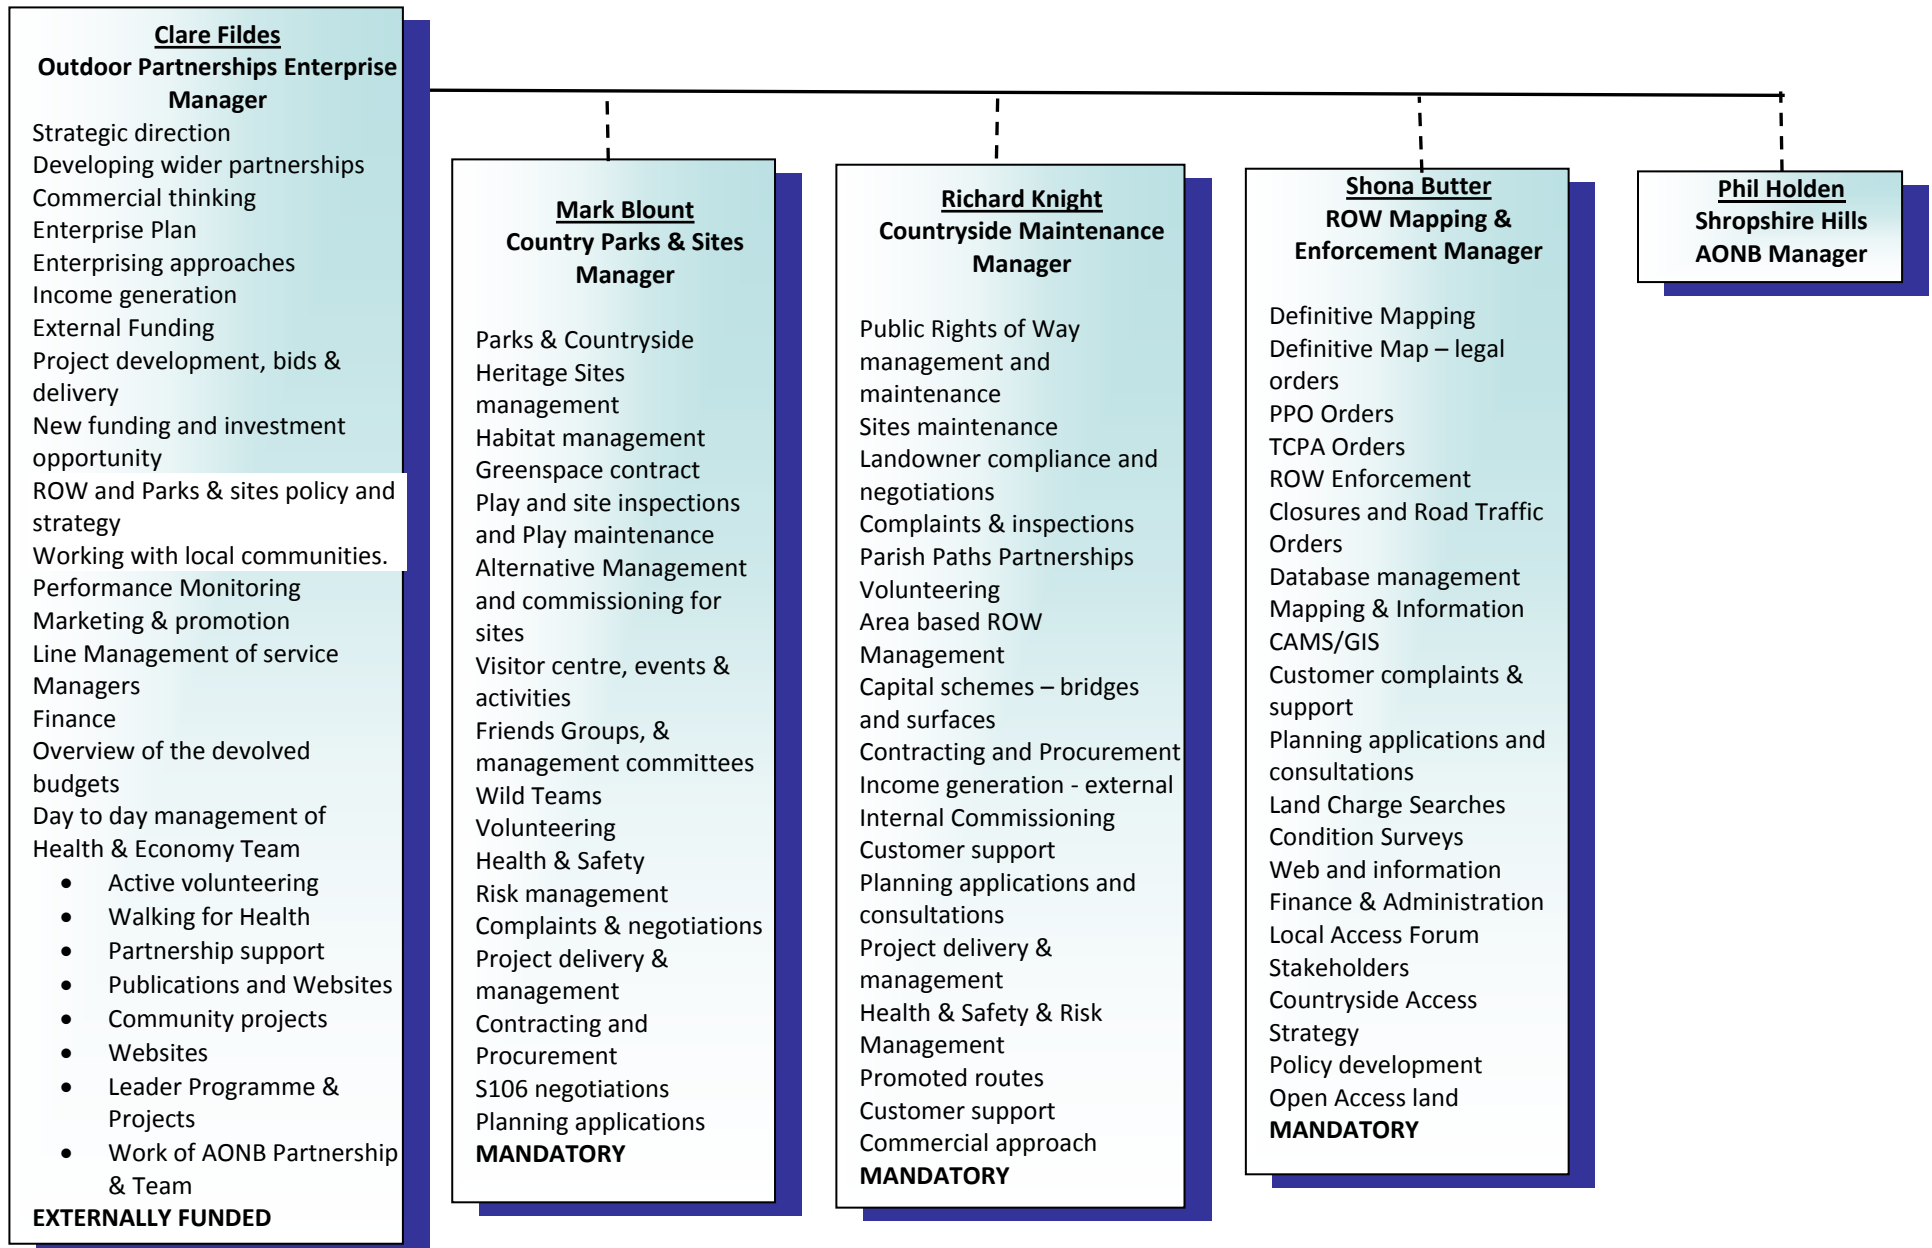 Clare Fildes
Outdoor Partnerships Enterprise
Manager
Strategic direction
Developing wider partnerships
Commercial thinking
Enterprise Plan
Enterprising approaches
Income generation
External Funding
Project development, bids &
delivery
New funding and investment
opportunity
ROW and Parks & sites policy and
strategy
Working with local communities.
Performance Monitoring
Marketing & promotion
Line Management of service
Managers
Finance
Overview of the devolved
budgets
Day to day management of
Health & Economy Team
• Active volunteering
• Walking for Health
• Partnership support
• Publications and Websites
• Community projects
• Websites
• Leader Programme &
Projects
• Work of AONB Partnership
& Team
EXTERNALLY FUNDED
Mark Blount
Country Parks & Sites
Manager
Parks & Countryside
Heritage Sites
management
Habitat management
Greenspace contract
Play and site inspections
and Play maintenance
Alternative Management
and commissioning for
sites
Visitor centre, events &
activities
Friends Groups, &
management committees
Wild Teams
Volunteering
Health & Safety
Risk management
Complaints & negotiations
Project delivery &
management
Contracting and
Procurement
S106 negotiations
Planning applications
MANDATORY
Richard Knight
Countryside Maintenance
Manager
Public Rights of Way
management and
maintenance
Sites maintenance
Landowner compliance and
negotiations
Complaints & inspections
Parish Paths Partnerships
Volunteering
Area based ROW
Management
Capital schemes – bridges
and surfaces
Contracting and Procurement
Income generation - external
Internal Commissioning
Customer support
Planning applications and
consultations
Project delivery &
management
Health & Safety & Risk
Management
Promoted routes
Customer support
Commercial approach
MANDATORY
Shona Butter
ROW Mapping &
Enforcement Manager
Definitive Mapping
Definitive Map – legal
orders
PPO Orders
TCPA Orders
ROW Enforcement
Closures and Road Traffic
Orders
Database management
Mapping & Information
CAMS/GIS
Customer complaints &
support
Planning applications and
consultations
Land Charge Searches
Condition Surveys
Web and information
Finance & Administration
Local Access Forum
Stakeholders
Countryside Access
Strategy
Policy development
Open Access land
MANDATORY
Phil Holden
Shropshire Hills
AONB Manager